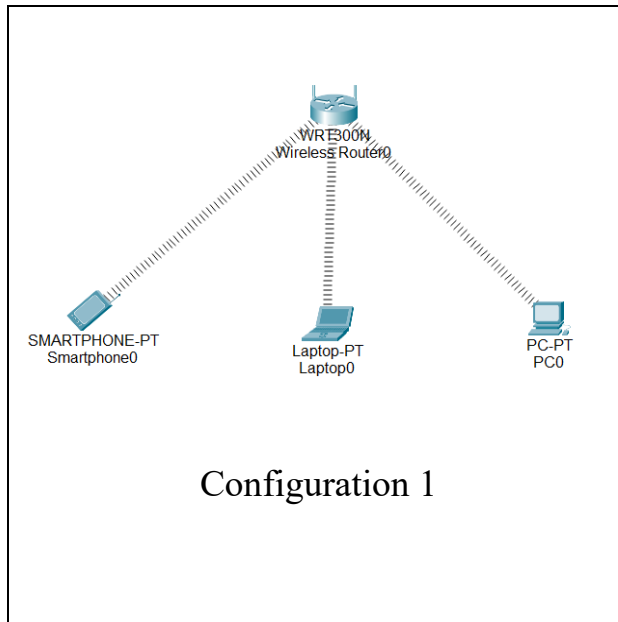 WRT300N
Wireless Router0
SMARTPHONE-PT
Smartphone0
Laptop-PT
Laptop0
PC-PT
PC0
Configuration 1